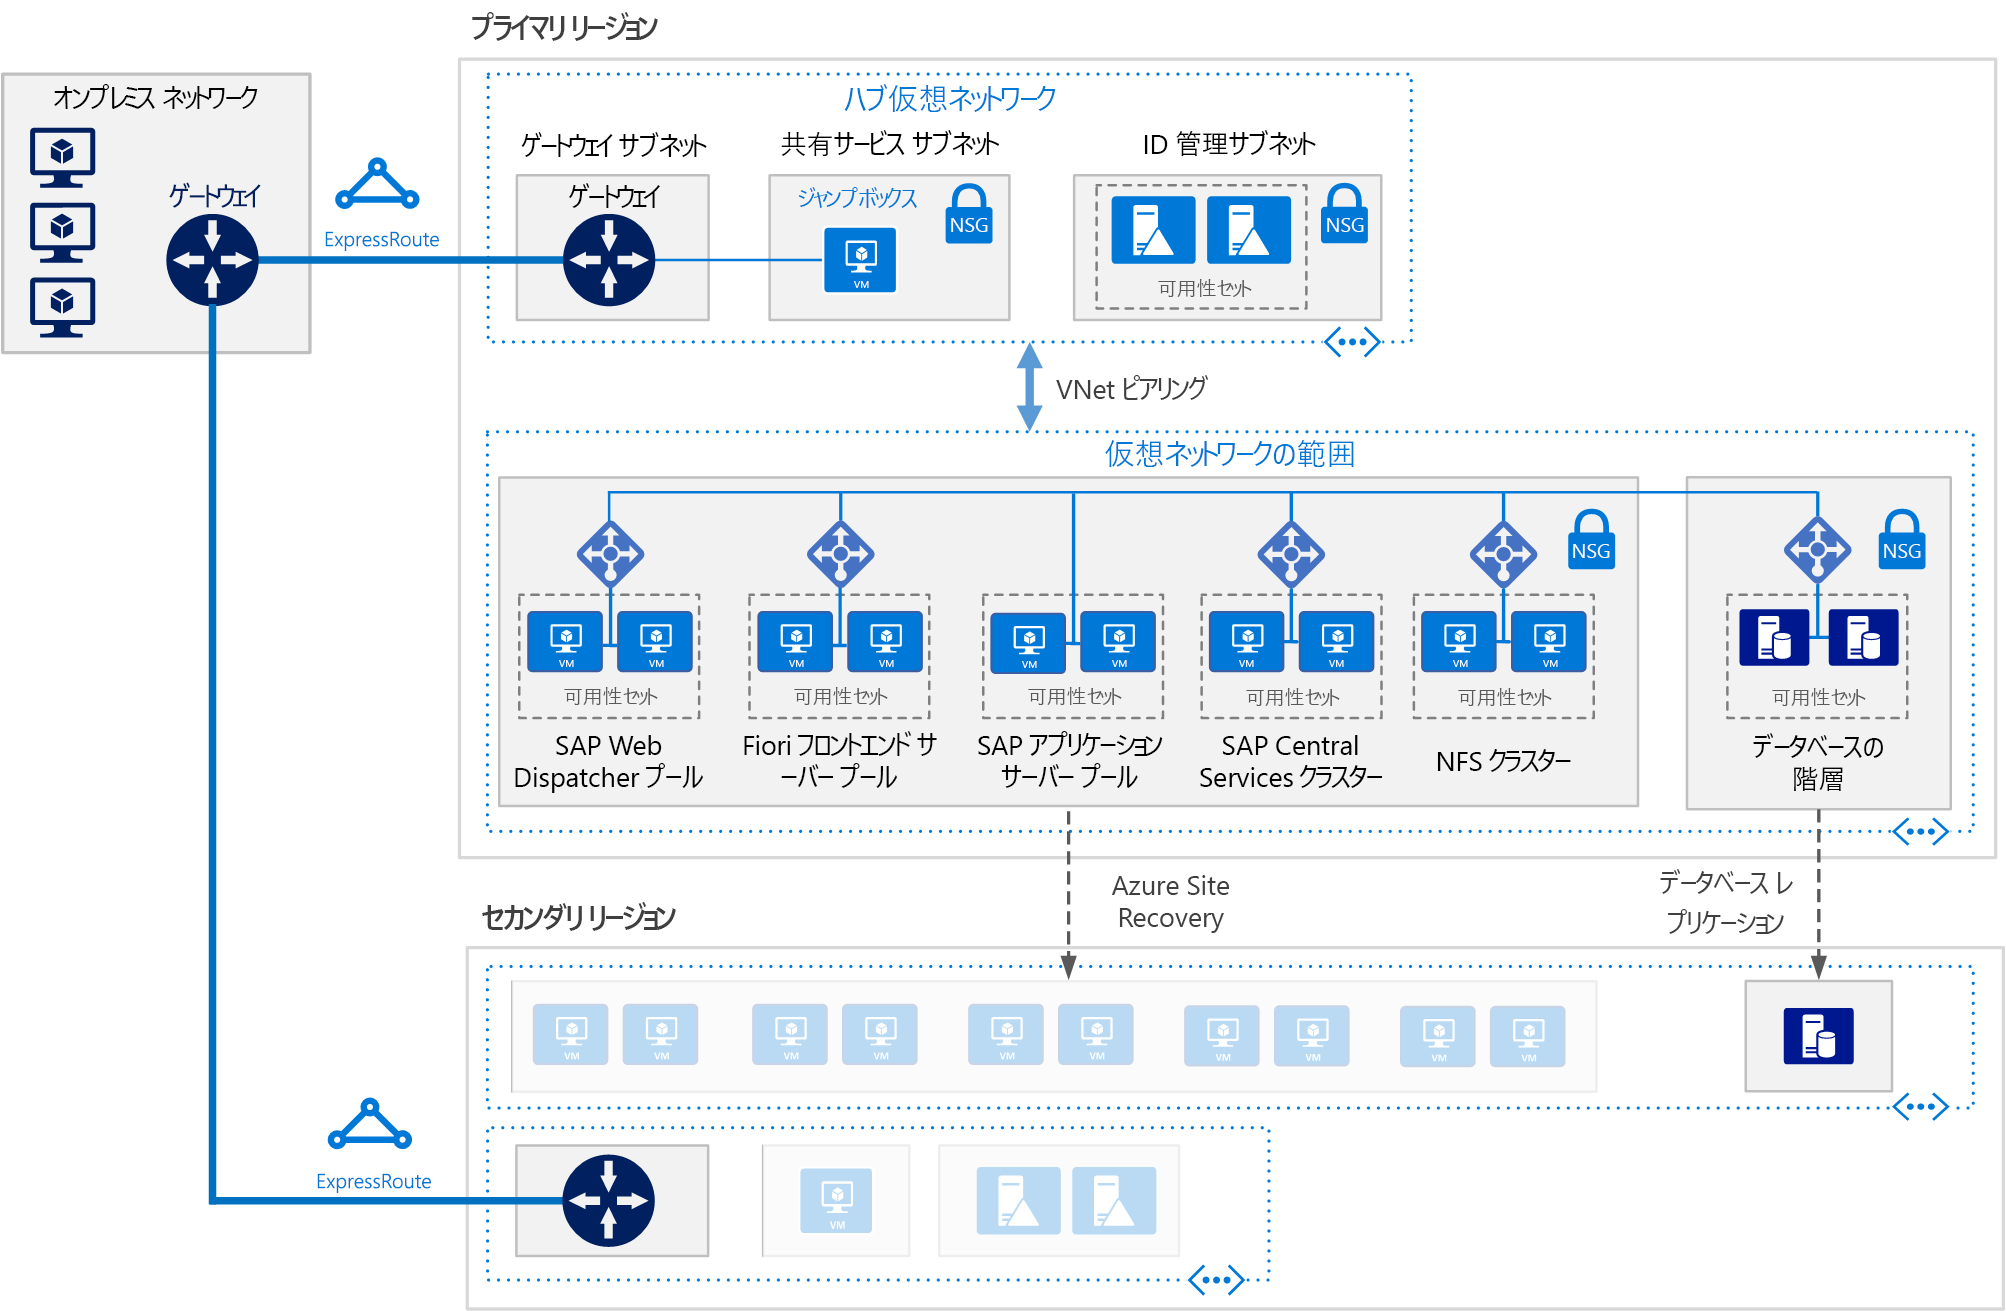 プライマリ リージョン
オンプレミス ネットワーク
ゲートウェイ
ExpressRoute
ハブ仮想ネットワーク
ゲートウェイ サブネット
ゲートウェイ
共有サービス サブネット
ジャンプボックス
NSG
VM
ID 管理サブネット
NSG
可用性セット
VNet ピアリング
仮想ネットワークの範囲
NSG
NSG
VM
VM
VM
VM
VM
VM
VM
VM
VM
VM
可用性セット
可用性セット
可用性セット
可用性セット
可用性セット
可用性セット
SAP Web
Dispatcher プール
Fiori フロントエンド サ
ーバー プール
SAP アプリケーション
サーバー プール
SAP Central
Services クラスター
NFS クラスター
データベースの
階層
Azure Site
Recovery
データベース レ
プリケーション
セカンダリ リージョン
VM
VM
VM
VM
VM
VM
VM
VM
VM
VM
ExpressRoute
VM